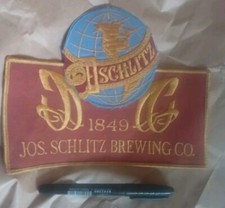 SCHLITZ
- 1849 -
JOS. SCHLITZ BREWING CO.